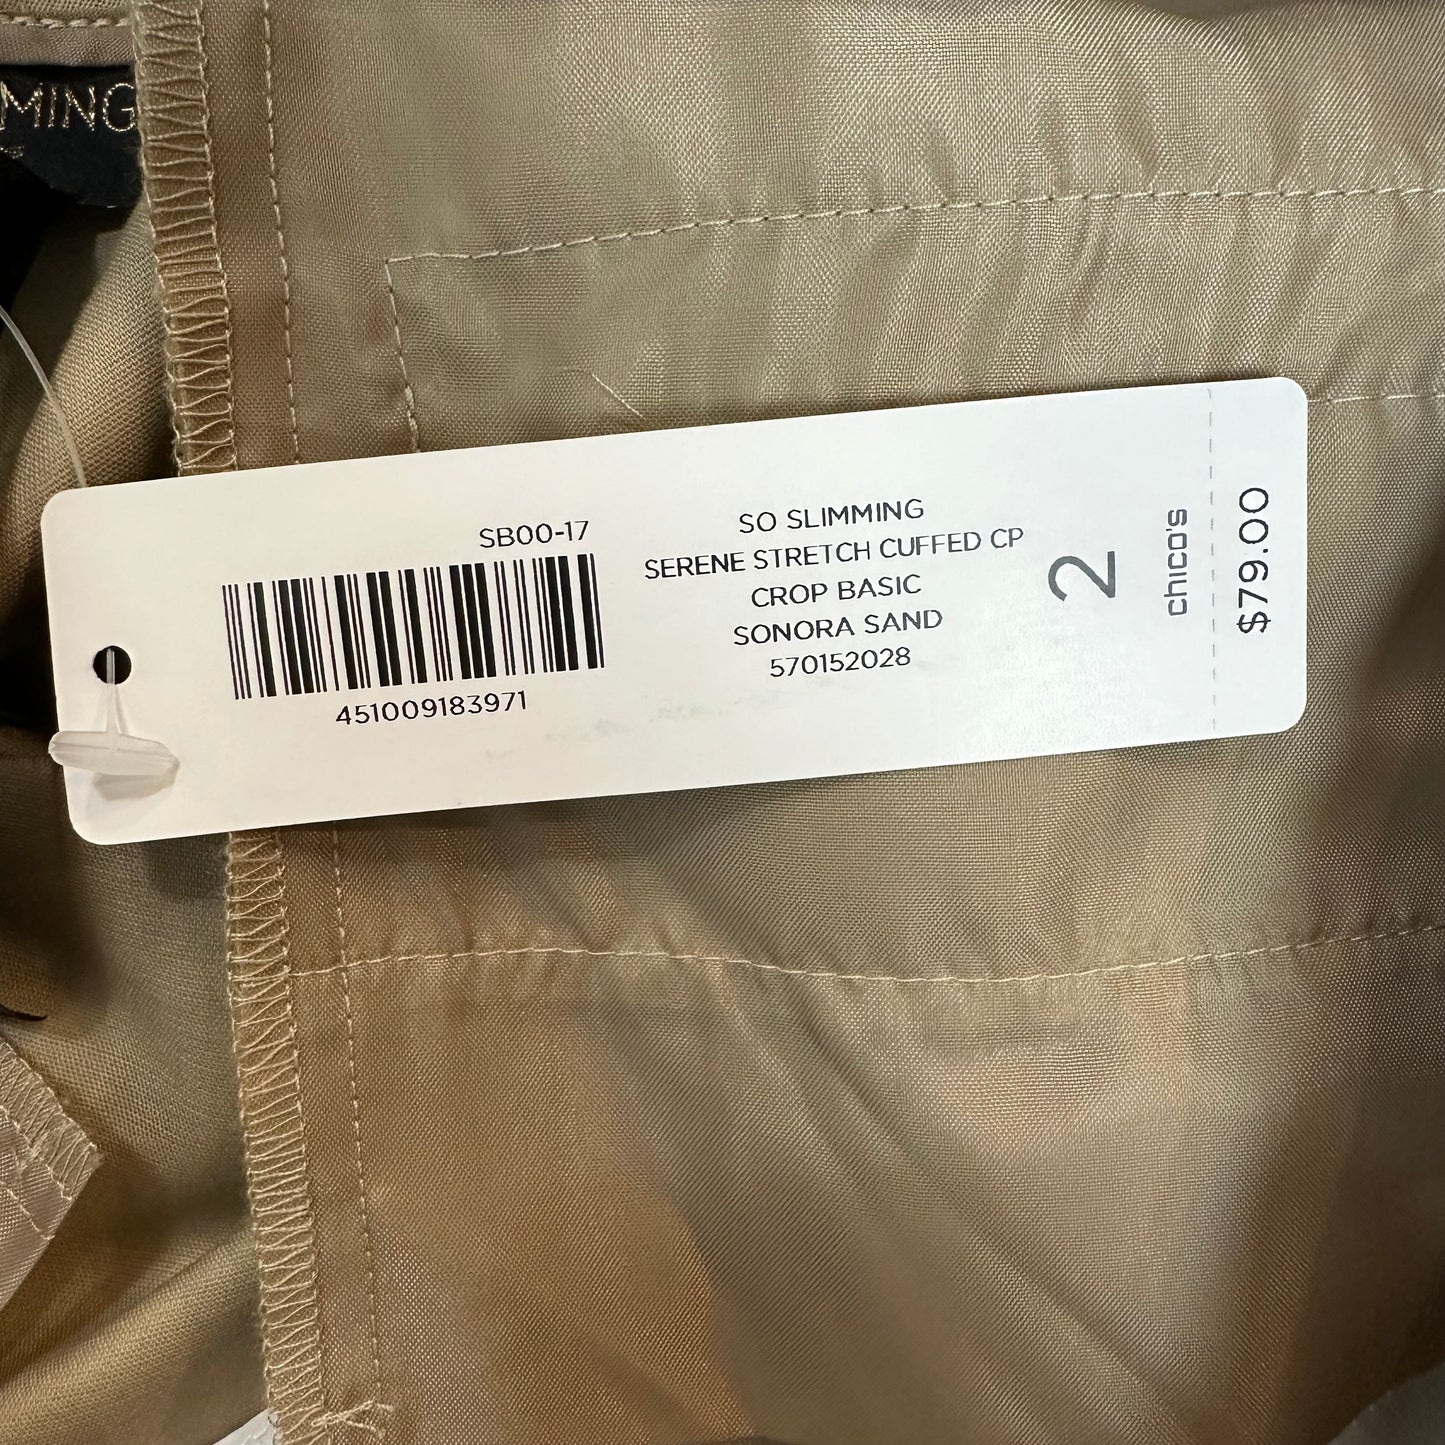 MING
SB00-17
451009183971
SO SLIMMING
SERENE STRETCH CUFFED CP
CROP BASIC
SONORA SAND
570152028
2
chico's
$79.00